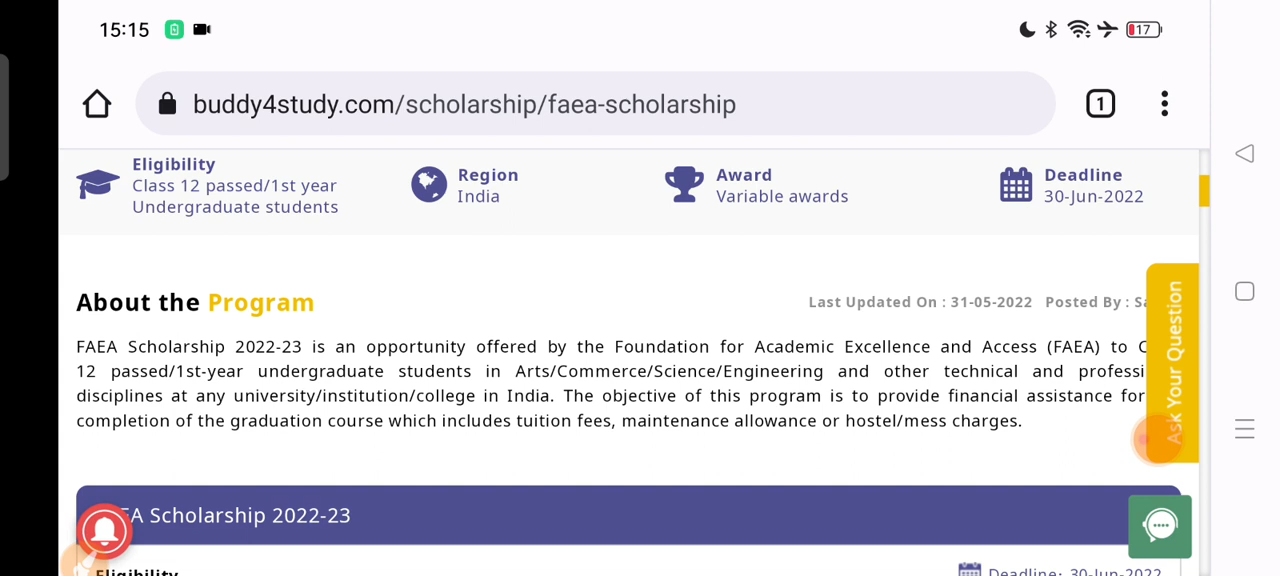 15:15
17
buddy4study.com/scholarship/faea-scholarship
1
Eligibility
Class 12 passed/1st year
Undergraduate students
Region
India
Award
Variable awards
Deadline
30-Jun-2022
About the Program
Last Updated On : 31-05-2022 Posted By :
FAEA Scholarship 2022-23 is an opportunity offered by the Foundation for Academic Excellence and Access (FAEA) to
12 passed/1st-year undergraduate students in Arts/Commerce/Science/Engineering and other technical and professi
disciplines at any university/institution/college in India. The objective of this program is to provide financial assistance for
completion of the graduation course which includes tuition fees, maintenance allowance or hostel/mess charges.
Ask Your Question
EA Scholarship 2022-23
Eligibility
Deadline: 30-Jun-2022